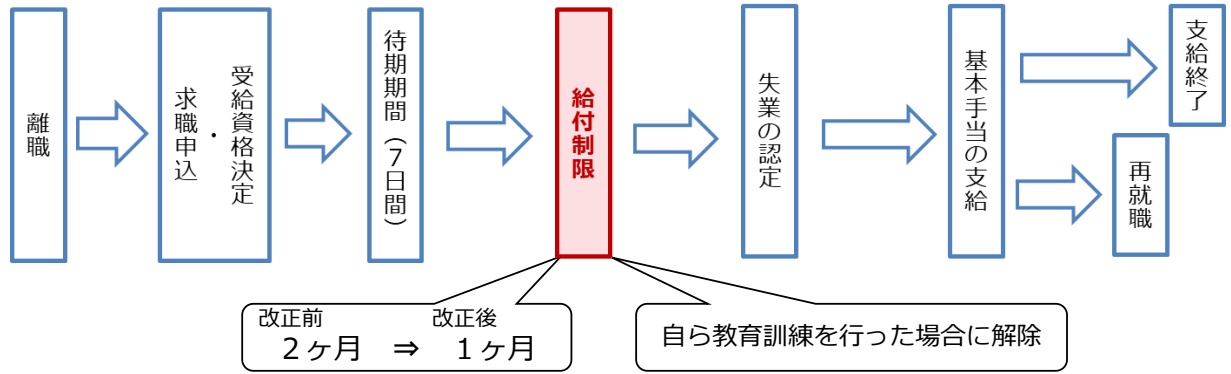 離職
受給資格決定
・
求職申込
待期期間（７日間）
給付制限
失業の認定
基本手当の支給
支給終了
再就職
改正前 改正後
２ヶ月 ⇒ １ヶ月
自ら教育訓練を行った場合に解除